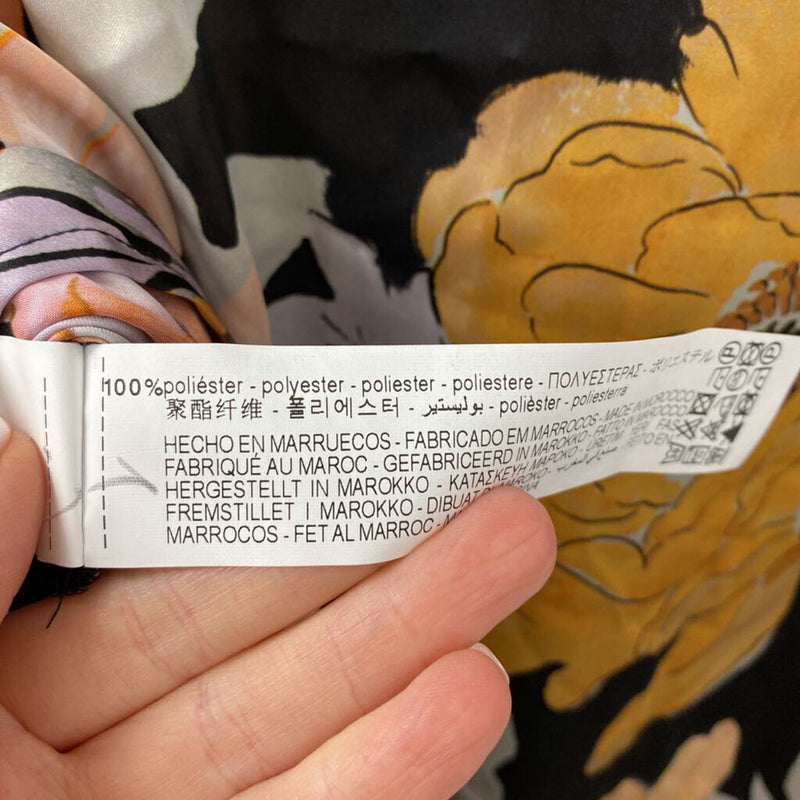 100%poliéster - polyester - poliester - poliestere - ΠΟΛΥΕΣΤΕΡΑΣ - ポリエステル
聚酯纤维 - 폴리에스터 - بوليستير - polièster - poliesterra
HECHO EN MARRUECOS - FABRICADO EM MARROCOS - MADE IN MOROCCO
FABRIQUÉ AU MAROC - GEFABRICEERD IN MAROKKO - FATTO IN MAROCCO
HERGESTELLT IN MAROKKO - ΚΑΤΑΣΚΕΥΗ ΜΑΡΟΚΟ
FREMSTILLET I MAROKKO - DIBUAT
MARROCOS - FET AL MARROC